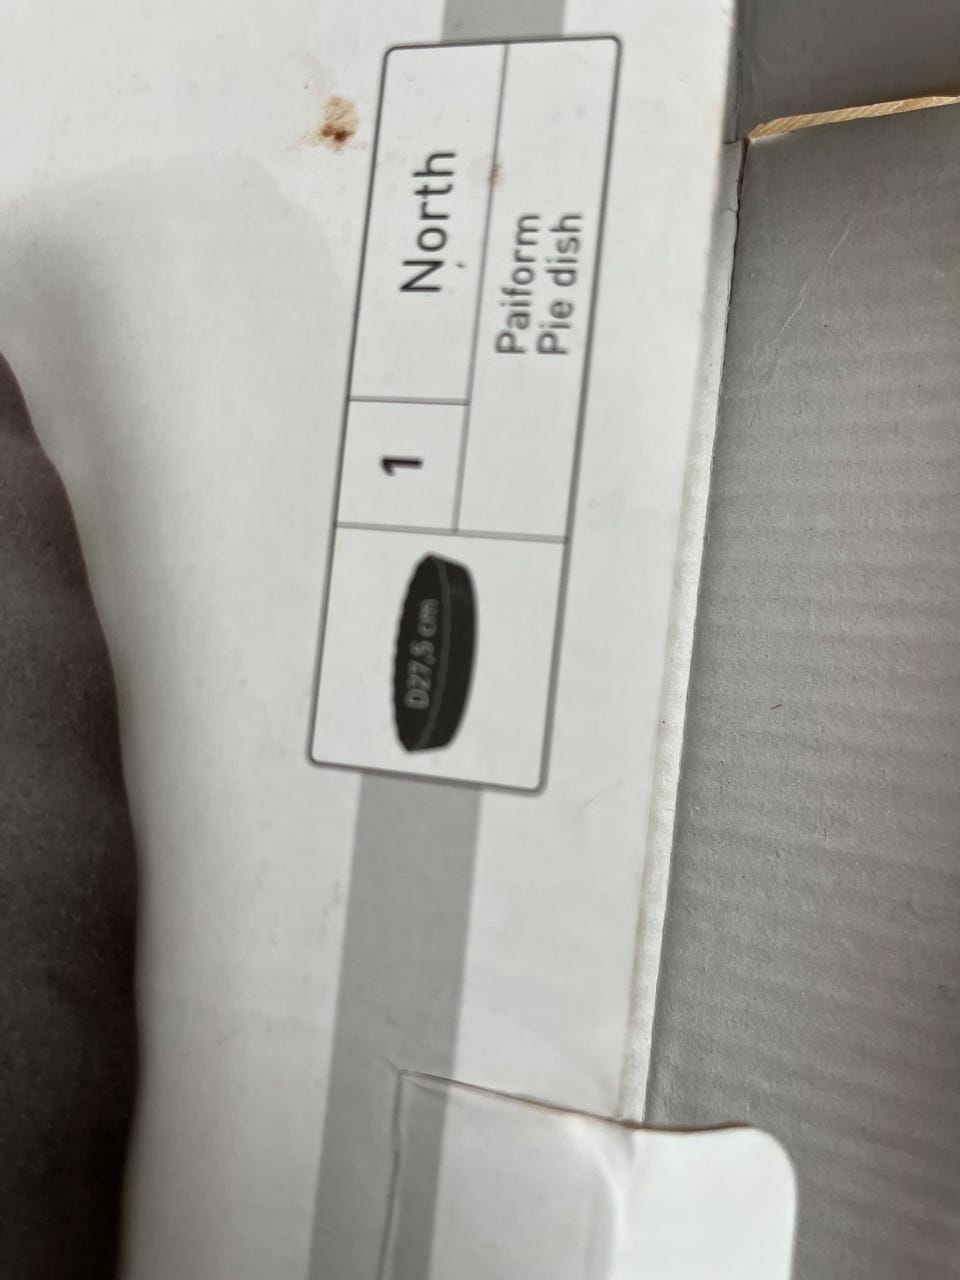 D27,5 cm
1
North
Paiform
Pie dish